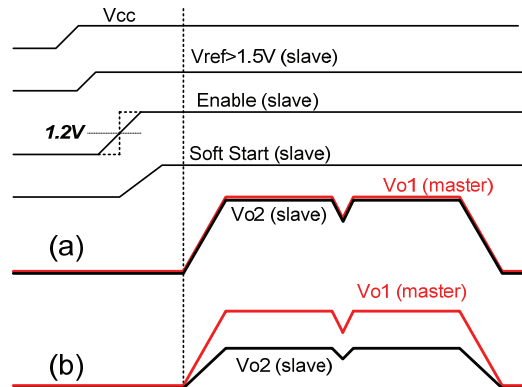 Vcc
Vref>1.5V (slave)
Enable (slave)
1.2V
Soft Start (slave)
Vo1 (master)
Vo2 (slave)
(a)
Vo1 (master)
Vo2 (slave)
(b)